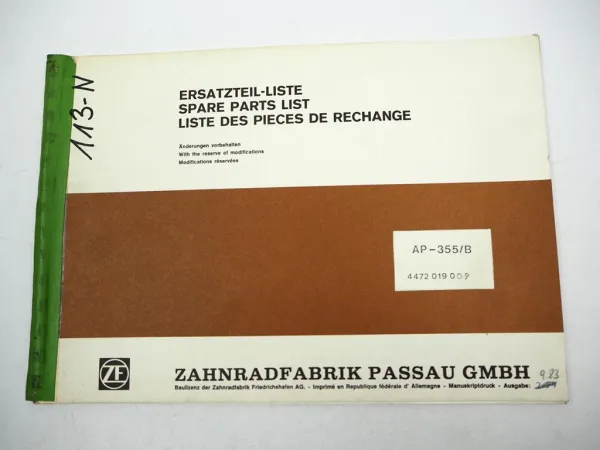 113-N
ERSATZTEIL-LISTE
SPARE PARTS LIST
LISTE DES PIECES DE RECHANGE
Änderungen vorbehalten
With the reserve of modifications
Modifications réservées
AP-355/B
4472 019 009
ZF
ZAHNRADFABRIK PASSAU GMBH
Baulizenz der Zahnradfabrik Friedrichshafen AG. - Imprimé en Republique fédérale d' Allemagne - Manuskriptdruck - Ausgabe: 9.83